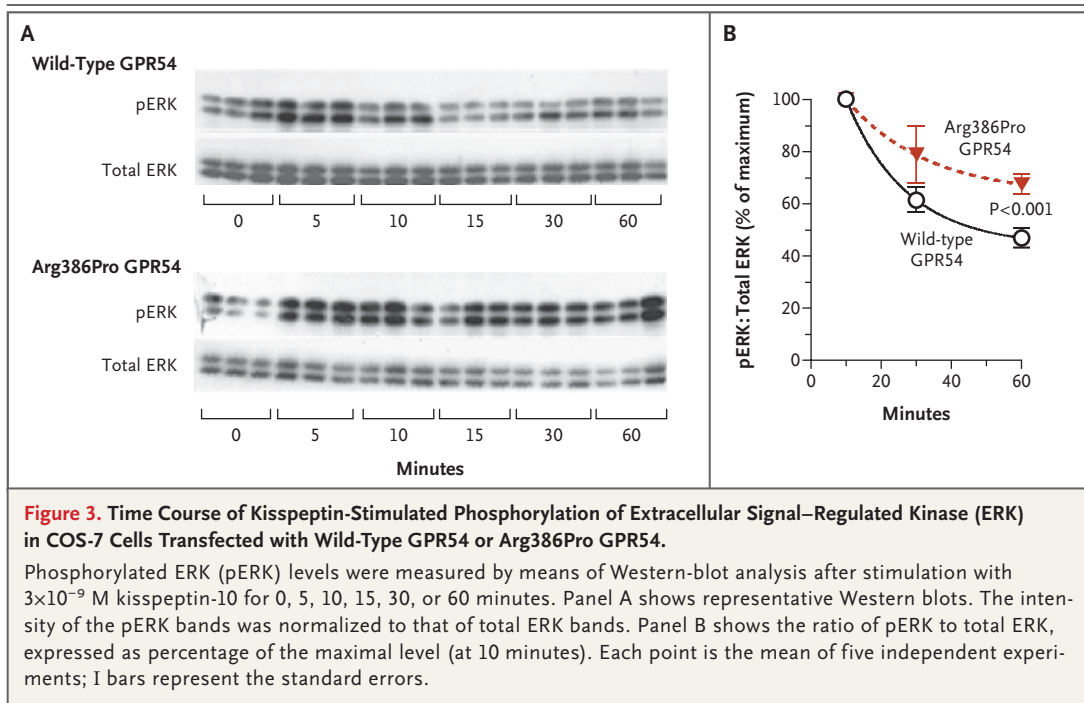 A
Wild-Type GPR54
pERK
Total ERK
0 5 10 15 30 60
Arg386Pro GPR54
pERK
Total ERK
0 5 10 15 30 60
Minutes
B
pERK:Total ERK (% of maximum)
100
80
60
40
20
0
Arg386Pro
GPR54
P<0.001
Wild-type
GPR54
0 20 40 60
Minutes
Figure 3. Time Course of Kisspeptin-Stimulated Phosphorylation of Extracellular Signal–Regulated Kinase (ERK)
in COS-7 Cells Transfected with Wild-Type GPR54 or Arg386Pro GPR54.
Phosphorylated ERK (pERK) levels were measured by means of Western-blot analysis after stimulation with
3×10⁻⁹ M kisspeptin-10 for 0, 5, 10, 15, 30, or 60 minutes. Panel A shows representative Western blots. The inten-
sity of the pERK bands was normalized to that of total ERK bands. Panel B shows the ratio of pERK to total ERK,
expressed as percentage of the maximal level (at 10 minutes). Each point is the mean of five independent experi-
ments; I bars represent the standard errors.